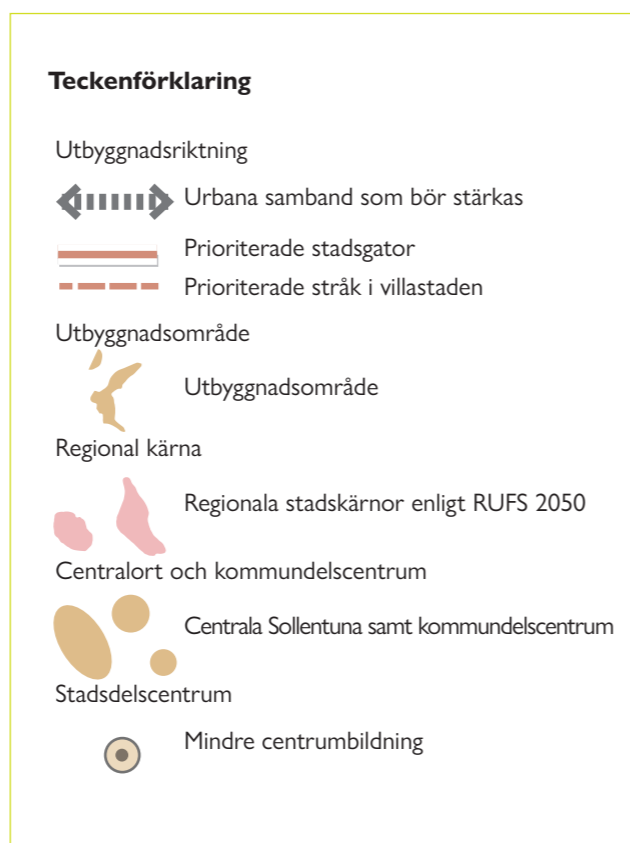 Teckenförklaring
Utbyggnadsriktning
Urbana samband som bör stärkas
Prioriterade stadsgator
Prioriterade stråk i villastaden
Utbyggnadsområde
Utbyggnadsområde
Regional kärna
Regionala stadskärnor enligt RUFS 2050
Centralort och kommundelscentrum
Centrala Sollentuna samt kommundelscentrum
Stadsdelscentrum
Mindre centrumbildning